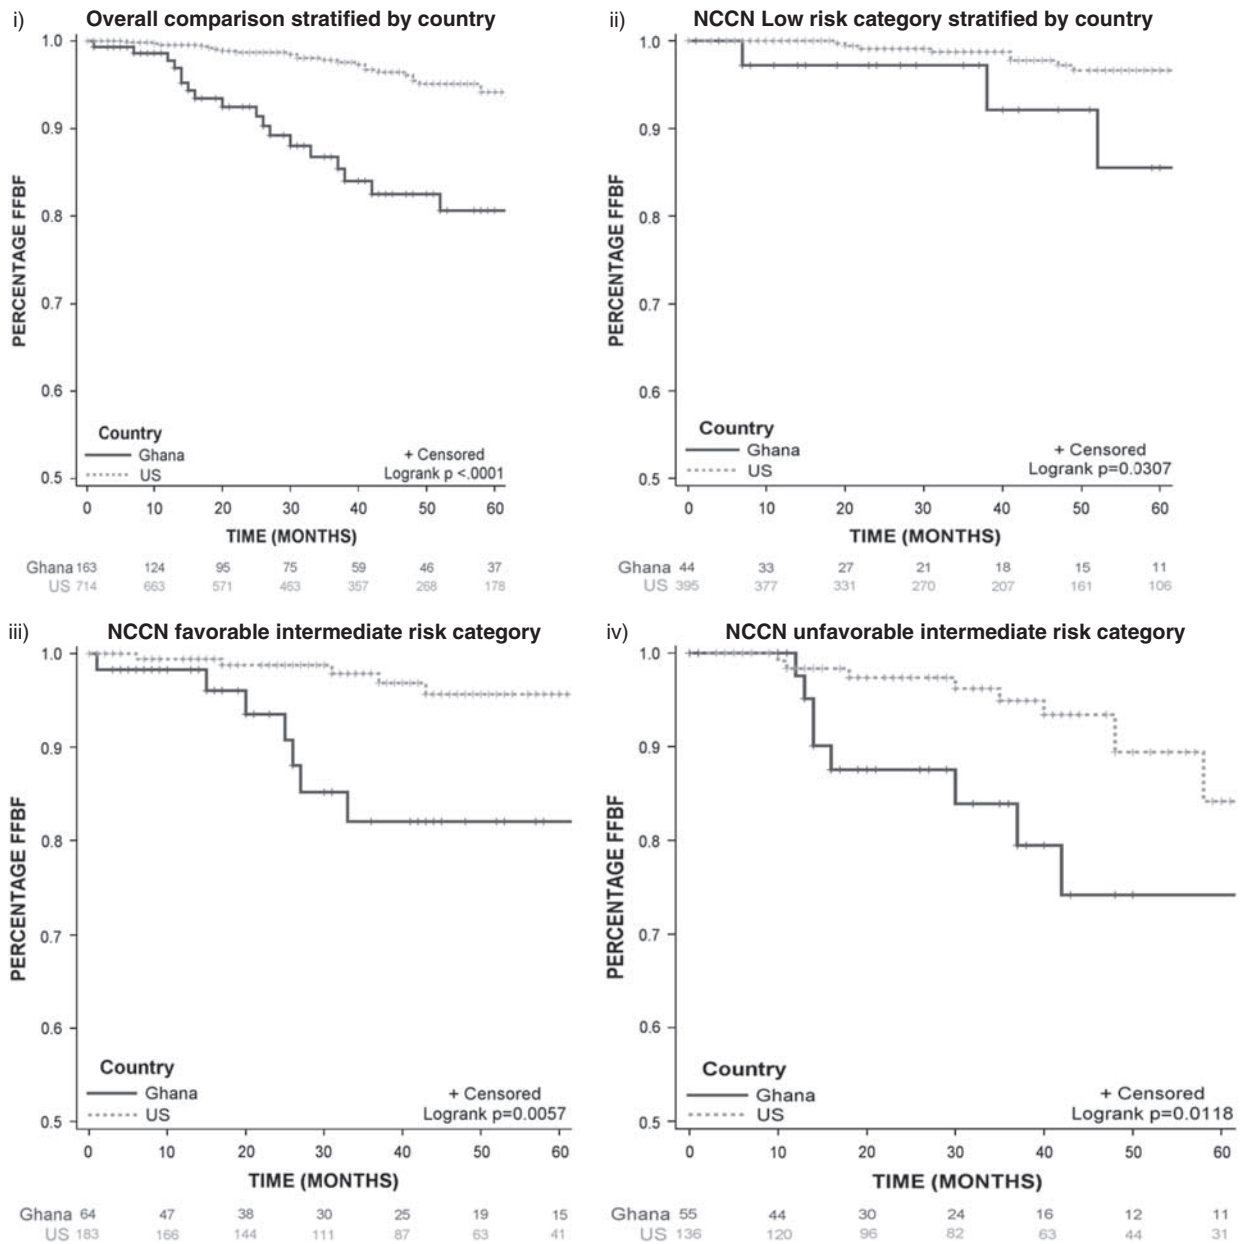 i) Overall comparison stratified by country
1.0
0.9
0.8
0.7
0.6
0.5
PERCENTAGE FFBF
Country
Ghana
US
+ Censored
Logrank p <.0001
0 10 20 30 40 50 60
TIME (MONTHS)
Ghana 163 124 95 75 59 46 37
US 714 663 571 463 357 268 178
ii) NCCN Low risk category stratified by country
1.0
0.9
0.8
0.7
0.6
0.5
PERCENTAGE FFBF
Country
Ghana
US
+ Censored
Logrank p=0.0307
0 10 20 30 40 50 60
TIME (MONTHS)
Ghana 44 33 27 21 18 15 11
US 395 377 331 270 207 161 106
iii) NCCN favorable intermediate risk category
1.0
0.9
0.8
0.7
0.6
0.5
PERCENTAGE FFBF
Country
Ghana
US
+ Censored
Logrank p=0.0057
0 10 20 30 40 50 60
TIME (MONTHS)
Ghana 64 47 38 30 25 19 15
US 183 166 144 111 87 63 41
iv) NCCN unfavorable intermediate risk category
1.0
0.9
0.8
0.7
0.6
0.5
PERCENTAGE FFBF
Country
Ghana
US
+ Censored
Logrank p=0.0118
0 10 20 30 40 50 60
TIME (MONTHS)
Ghana 55 44 30 24 16 12 11
US 136 120 96 82 63 44 31